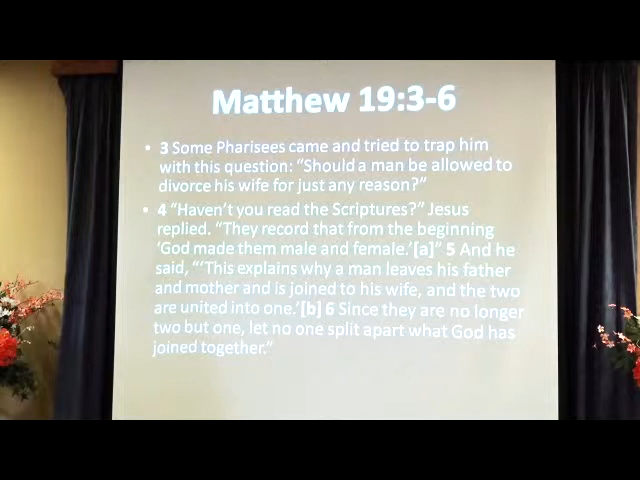 Matthew 19:3-6
• 3 Some Pharisees came and tried to trap him
with this question: “Should a man be allowed to
divorce his wife for just any reason?”
• 4 “Haven’t you read the Scriptures?” Jesus
replied. “They record that from the beginning
‘God made them male and female.’[a]” 5 And he
said, “‘This explains why a man leaves his father
and mother and is joined to his wife, and the two
are united into one.’[b] 6 Since they are no longer
two but one, let no one split apart what God has
joined together.”